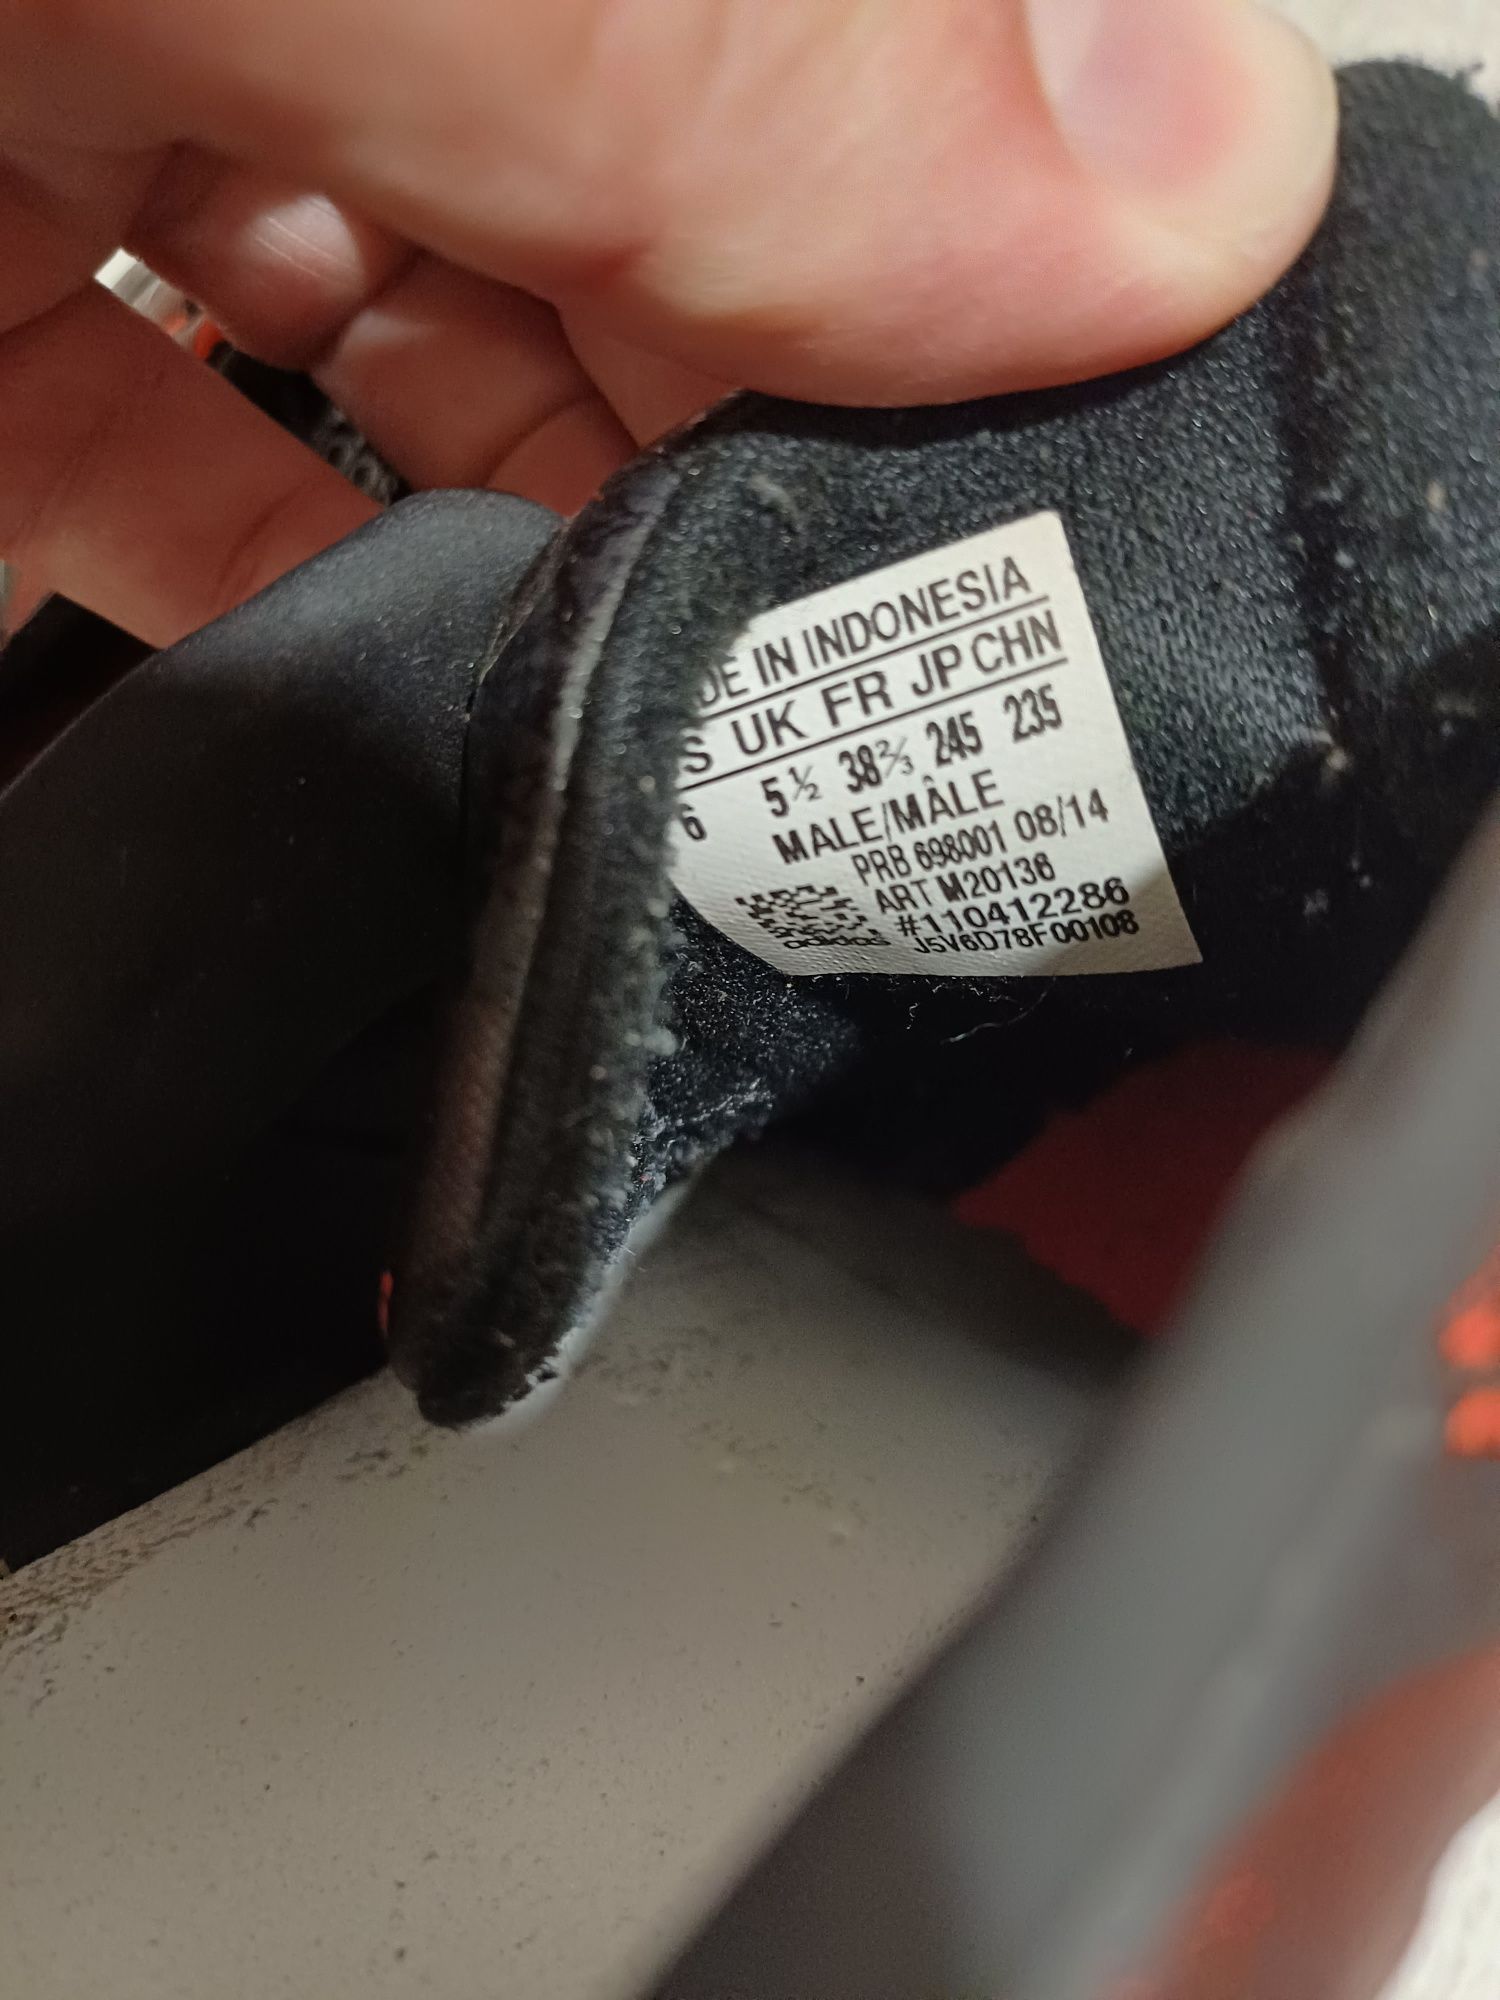 DE IN INDONESIA
S UK FR JP CHN
6 5½ 38⅔ 245 235
MALE/MÂLE
PRB 698001 08/14
ART M20136
#110412286
J5V6D78F00108
adidas